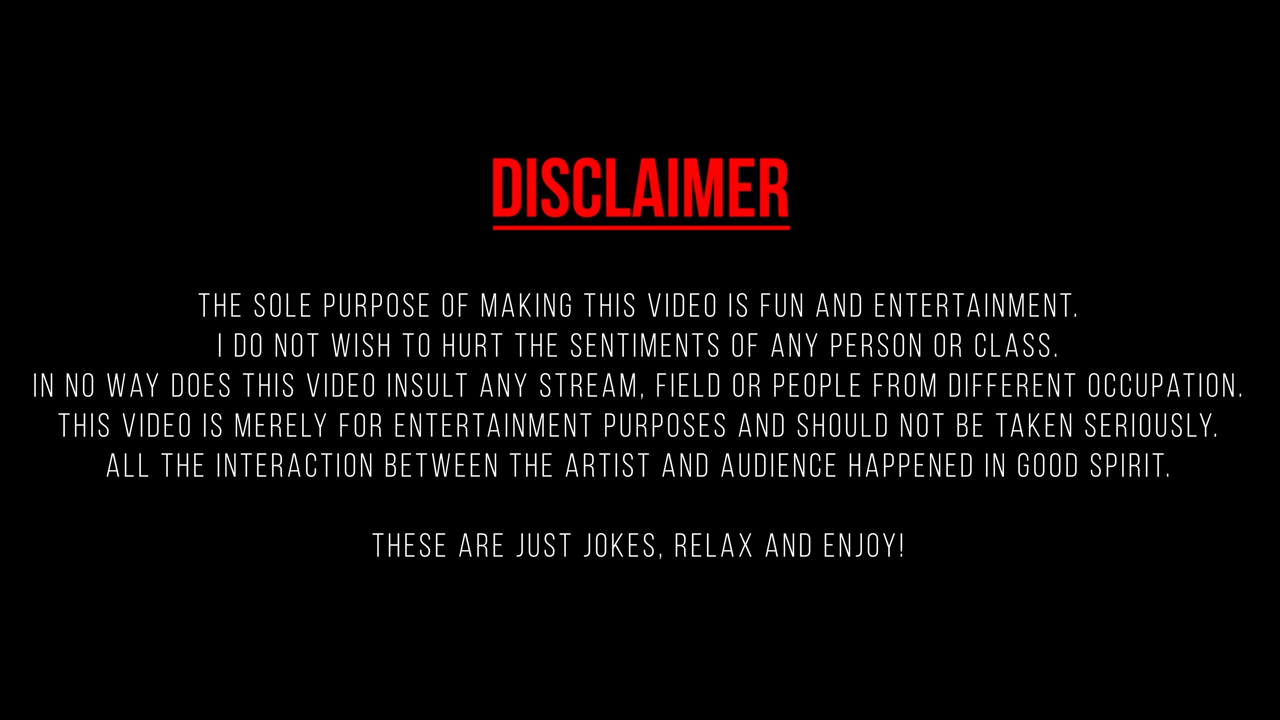 DISCLAIMER
THE SOLE PURPOSE OF MAKING THIS VIDEO IS FUN AND ENTERTAINMENT.
I DO NOT WISH TO HURT THE SENTIMENTS OF ANY PERSON OR CLASS.
IN NO WAY DOES THIS VIDEO INSULT ANY STREAM, FIELD OR PEOPLE FROM DIFFERENT OCCUPATION.
THIS VIDEO IS MERELY FOR ENTERTAINMENT PURPOSES AND SHOULD NOT BE TAKEN SERIOUSLY.
ALL THE INTERACTION BETWEEN THE ARTIST AND AUDIENCE HAPPENED IN GOOD SPIRIT.
THESE ARE JUST JOKES, RELAX AND ENJOY!